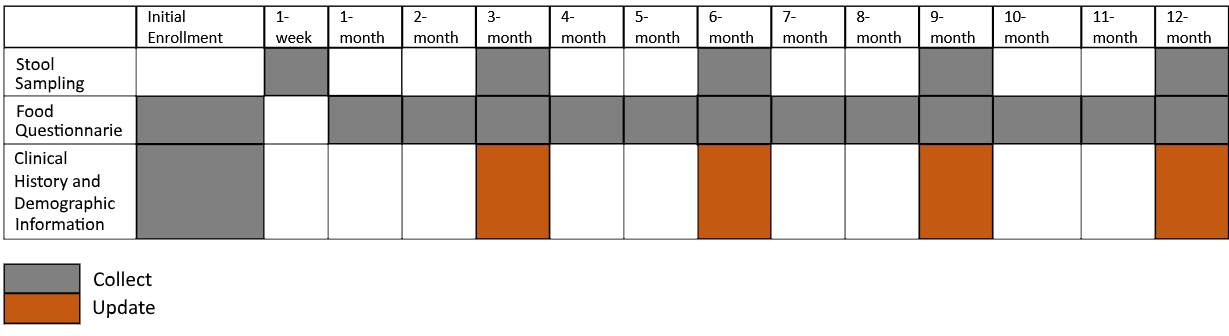 Initial
Enrollment
1-
week
1-
month
2-
month
3-
month
4-
month
5-
month
6-
month
7-
month
8-
month
9-
month
10-
month
11-
month
12-
month
Stool
Sampling
Food
Questionnarie
Clinical
History and
Demographic
Information
Collect
Update